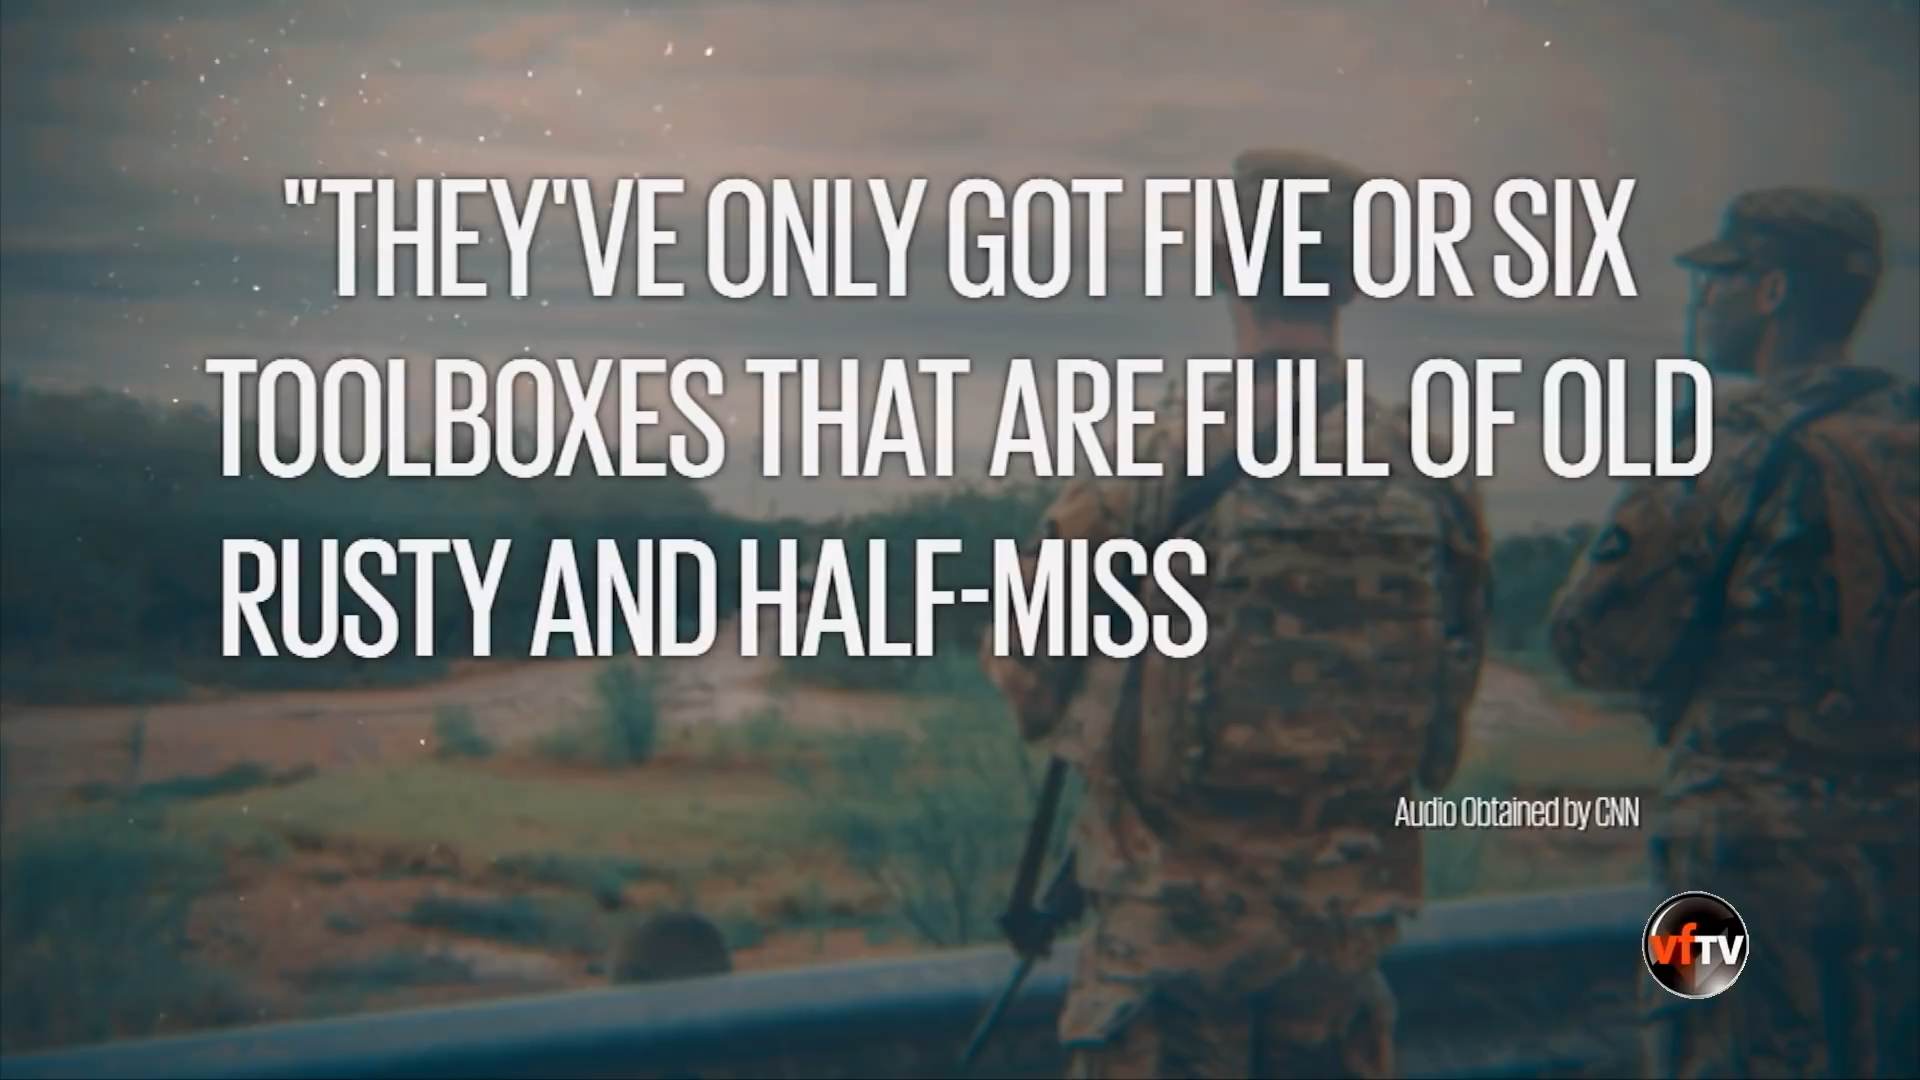 "THEY'VE ONLY GOT FIVE OR SIX
TOOLBOXES THAT ARE FULL OF OLD
RUSTY AND HALF-MISS
Audio Obtained by CNN
vfTV